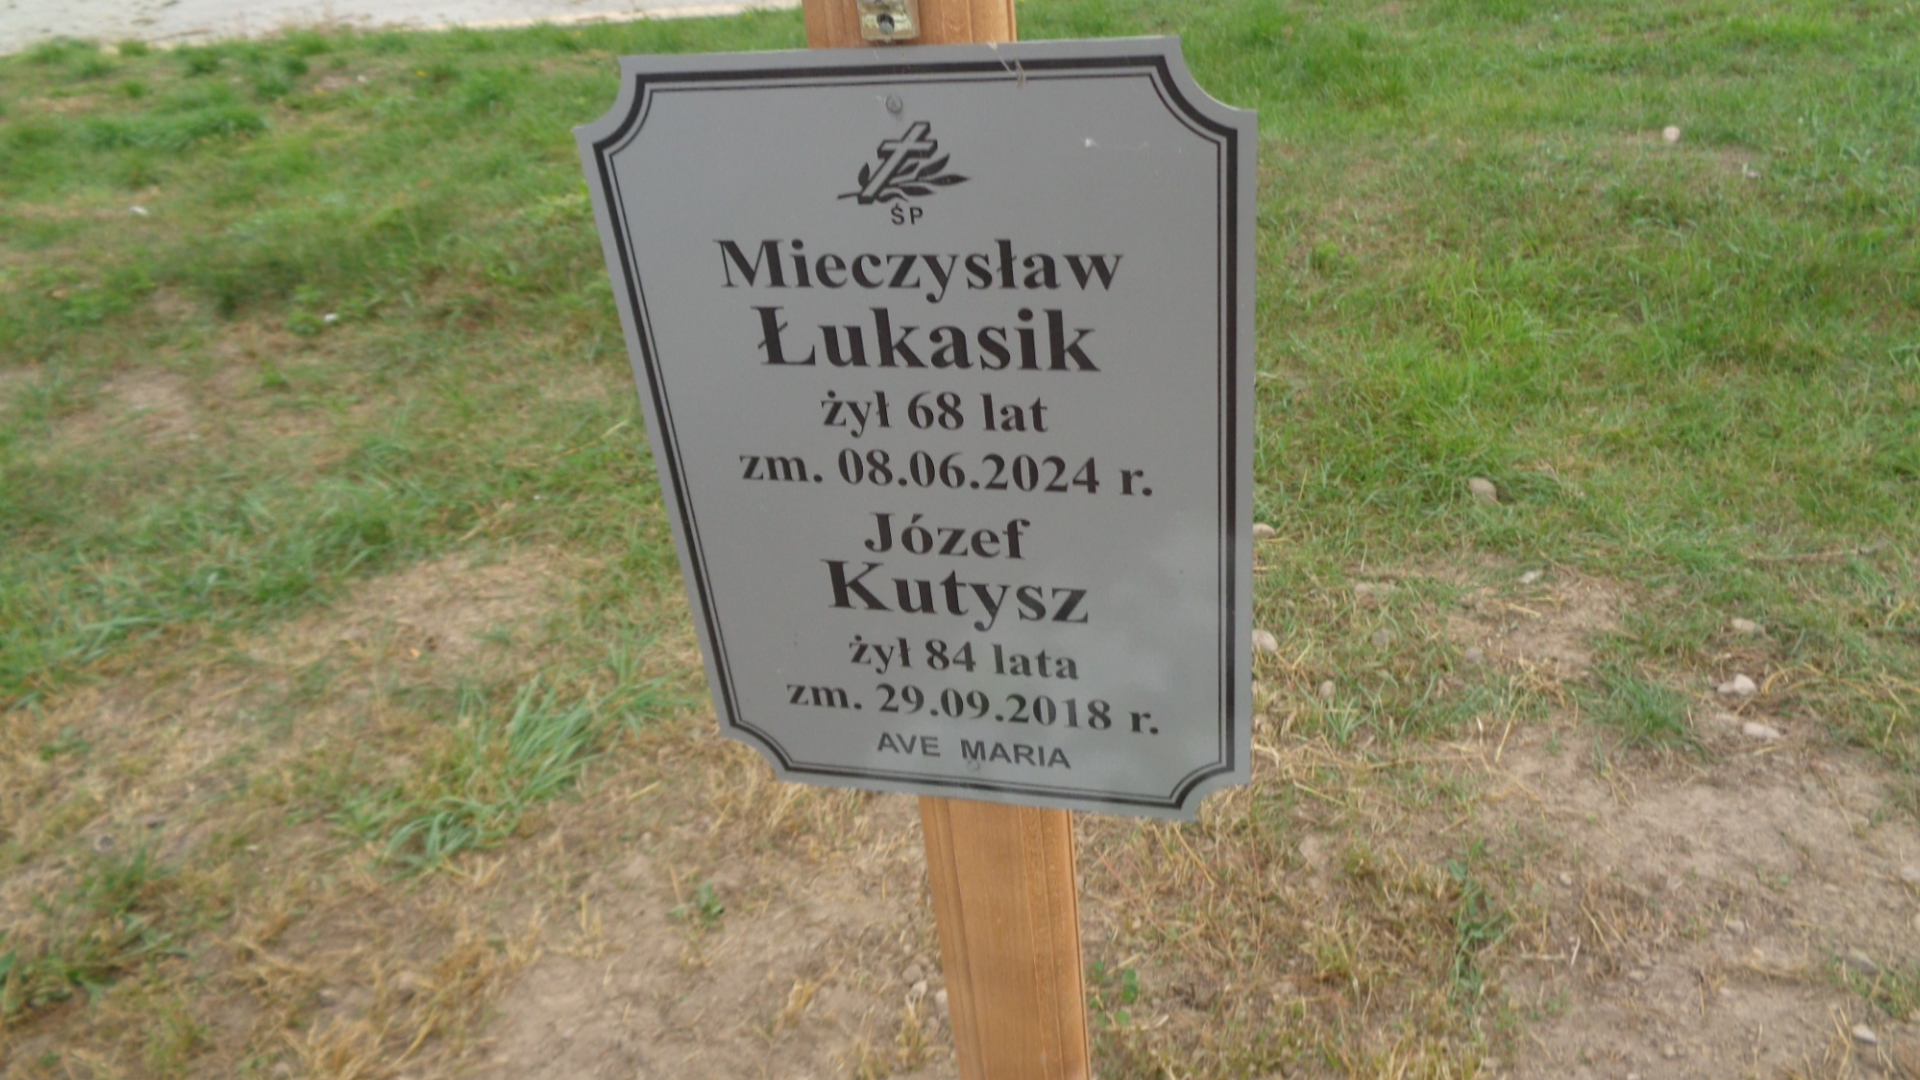 ŚP
Mieczysław
Łukasik
żył 68 lat
zm. 08.06.2024 r.
Józef
Kutysz
żył 84 lata
zm. 29.09.2018 r.
AVE MARIA